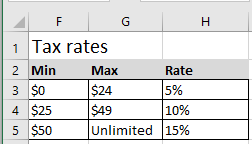 F G H
1 Tax rates
2 Min Max Rate
3 $0 $24 5%
4 $25 $49 10%
5 $50 Unlimited 15%